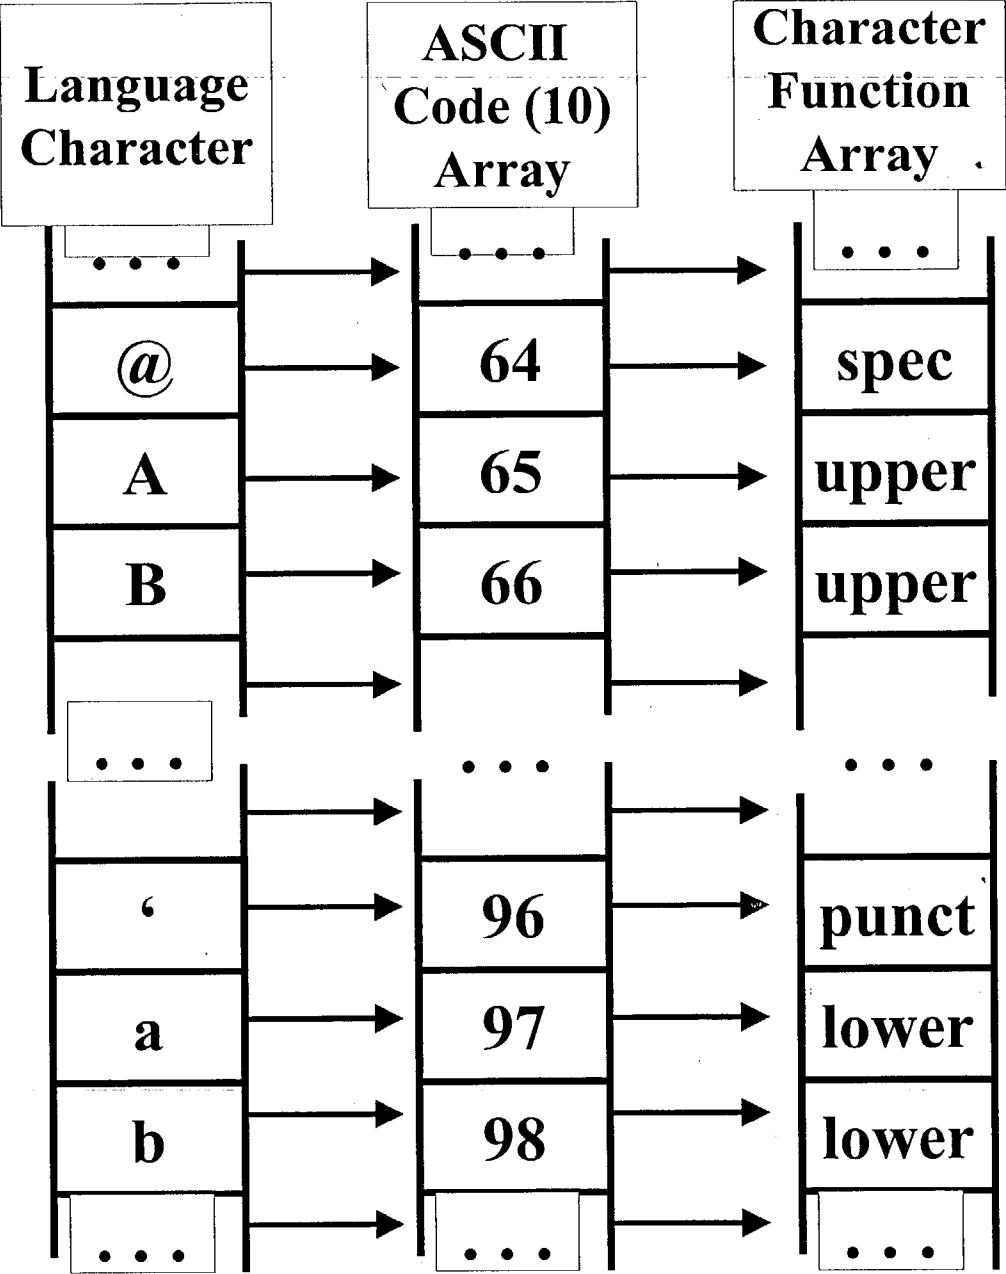 Language
Character
ASCII
Code (10)
Array
Character
Function
Array
• • • • • • • • •
@ 64 spec
A 65 upper
B 66 upper
• • • • • • • • •
‘ 96 punct
a 97 lower
b 98 lower
• • • • • • • • •